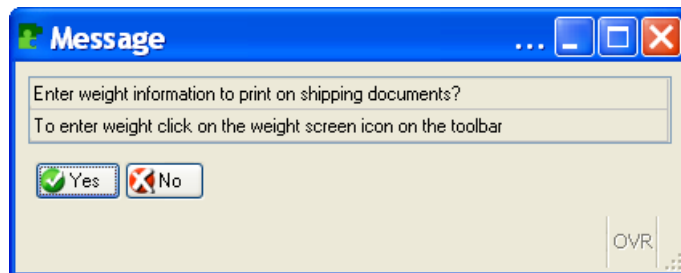 Message ...
Enter weight information to print on shipping documents?
To enter weight click on the weight screen icon on the toolbar
Yes No
OVR